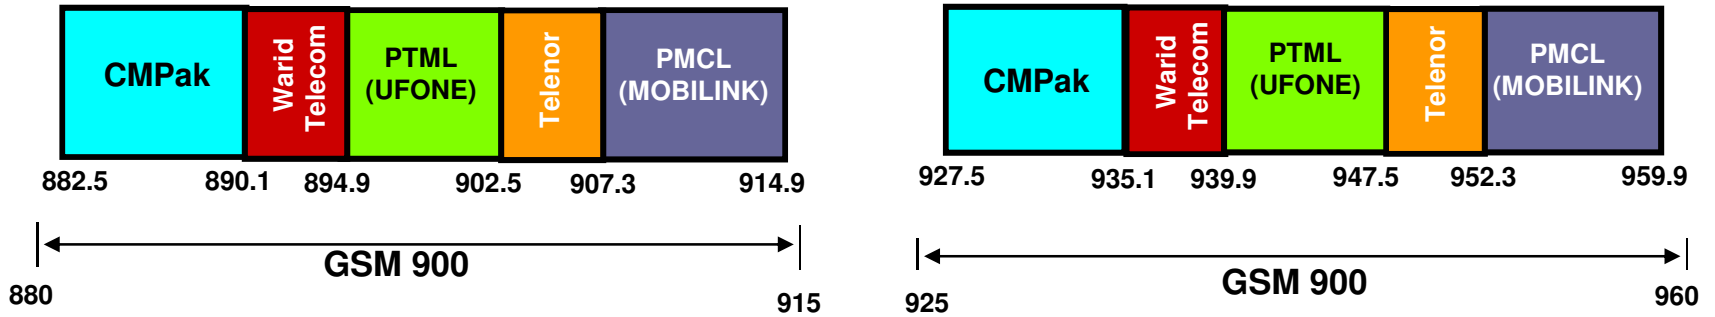 CMPak
Warid
Telecom
PTML
(UFONE)
Telenor
PMCL
(MOBILINK)
882.5 890.1 894.9 902.5 907.3 914.9
GSM 900
880 915
CMPak
Warid
Telecom
PTML
(UFONE)
Telenor
PMCL
(MOBILINK)
927.5 935.1 939.9 947.5 952.3 959.9
GSM 900
925 960